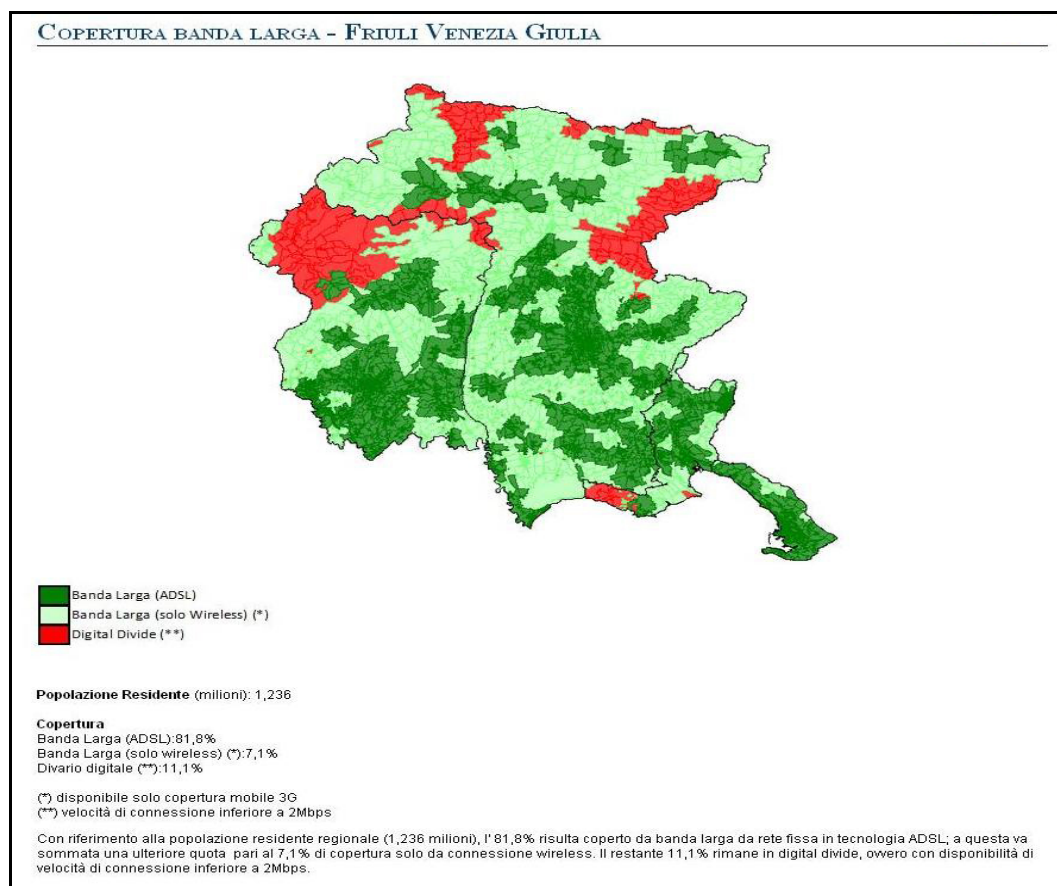 COPERTURA BANDA LARGA - FRIULI VENEZIA GIULIA
Banda Larga (ADSL)
Banda Larga (solo Wireless) (*)
Digital Divide (**)
Popolazione Residente (milioni): 1,236
Copertura
Banda Larga (ADSL):81,8%
Banda Larga (solo wireless) (*):7,1%
Divario digitale (**):11,1%
(*) disponibile solo copertura mobile 3G
(**) velocità di connessione inferiore a 2Mbps
Con riferimento alla popolazione residente regionale (1,236 milioni), l' 81,8% risulta coperto da banda larga da rete fissa in tecnologia ADSL; a questa va
sommata una ulteriore quota pari al 7,1% di copertura solo da connessione wireless. Il restante 11,1% rimane in digital divide, ovvero con disponibilità di
velocità di connessione inferiore a 2Mbps.